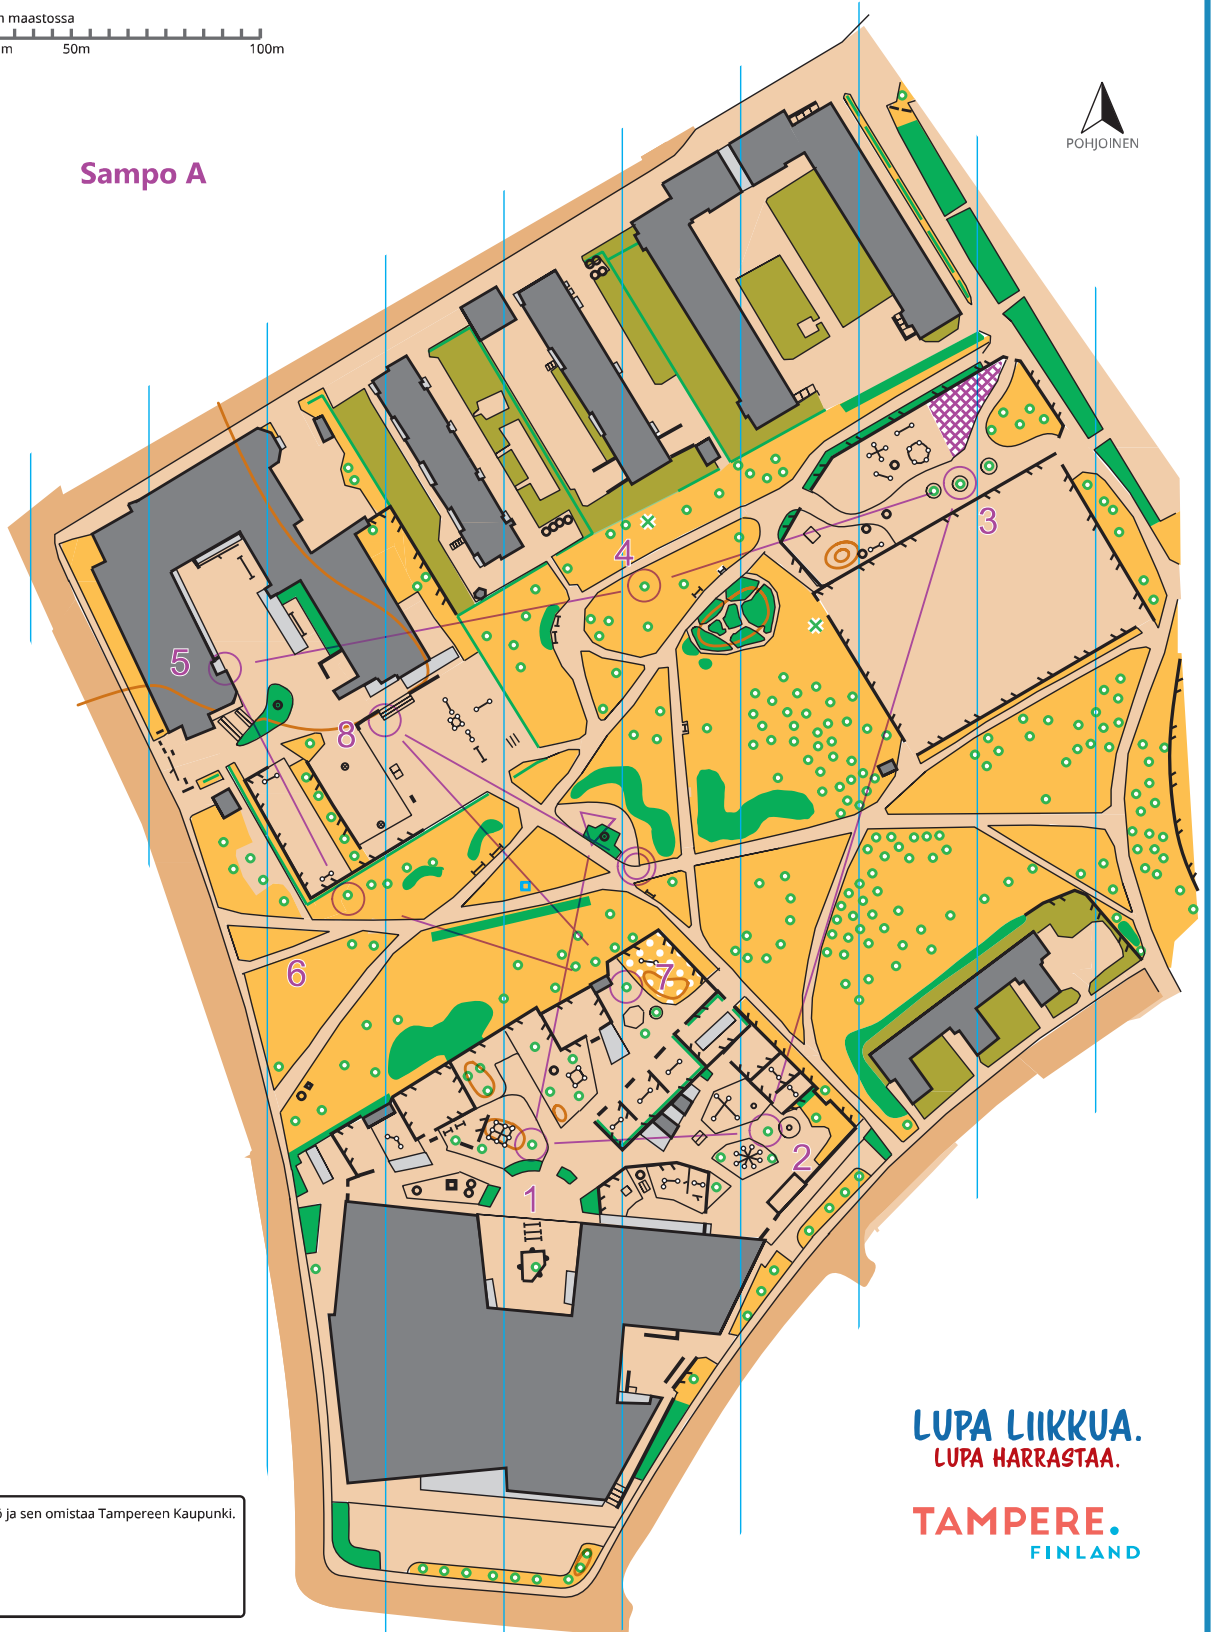 n maastossa
m 50m 100m
POHJOINEN
Sampo A
3
4
5
8
7
6
2
1
LUPA LIIKKUA.
LUPA HARRASTAA.
ö ja sen omistaa Tampereen Kaupunki.
TAMPERE.
FINLAND